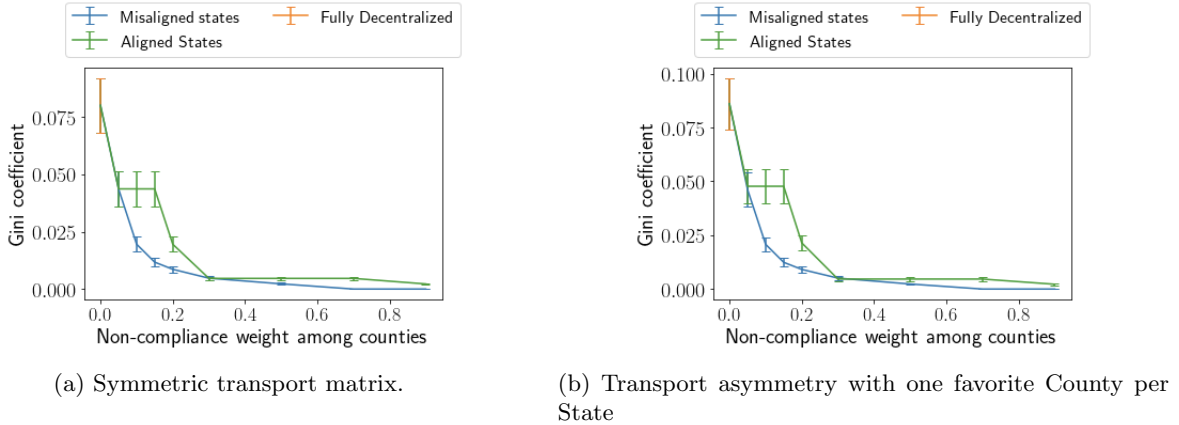 Misaligned states
Fully Decentralized
Aligned States
0.075
0.050
0.025
0.000
Gini coefficient
0.0 0.2 0.4 0.6 0.8
Non-compliance weight among counties
(a) Symmetric transport matrix.
Misaligned states
Fully Decentralized
Aligned States
0.100
0.075
0.050
0.025
0.000
Gini coefficient
0.0 0.2 0.4 0.6 0.8
Non-compliance weight among counties
(b) Transport asymmetry with one favorite County per
State